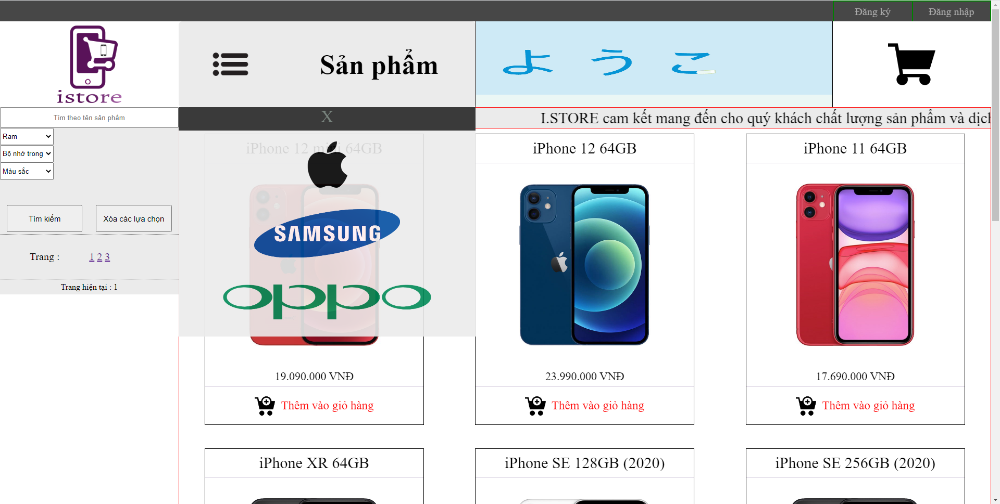 Đăng ký
Đăng nhập
istore
Sản phẩm
ようこ
Tìm theo tên sản phẩm
X
I.STORE cam kết mang đến cho quý khách chất lượng sản phẩm và dịch
Ram
Bộ nhớ trong
Màu sắc
Tìm kiếm
Xóa các lựa chọn
Trang :
1 2 3
Trang hiện tại : 1
iPhone 12 mini 64GB
iPhone 12 64GB
iPhone 11 64GB
SAMSUNG
oppo
19.090.000 VNĐ
23.990.000 VNĐ
17.690.000 VNĐ
Thêm vào giỏ hàng
Thêm vào giỏ hàng
Thêm vào giỏ hàng
iPhone XR 64GB
iPhone SE 128GB (2020)
iPhone SE 256GB (2020)